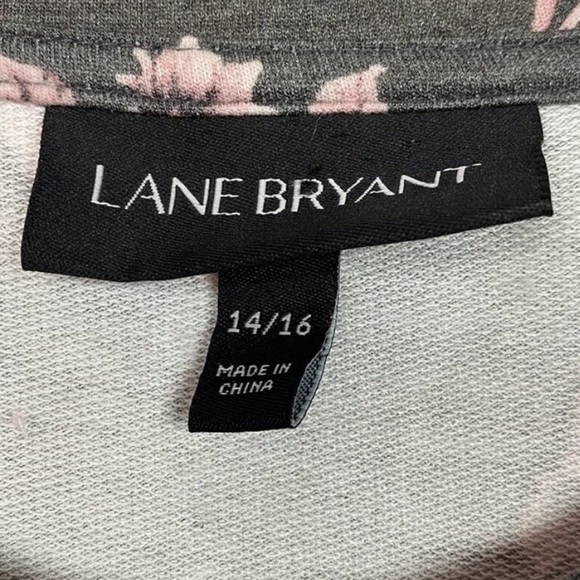 LANE BRYANT
14/16
MADE IN
CHINA